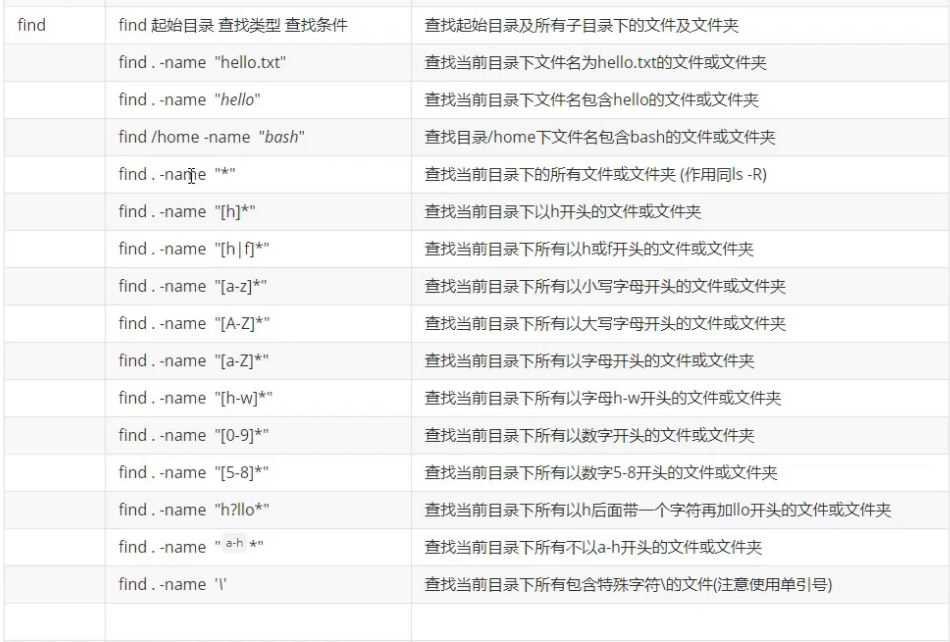 find find 起始目录 查找类型 查找条件 查找起始目录及所有子目录下的文件及文件夹
find . -name "hello.txt" 查找当前目录下文件名为hello.txt的文件或文件夹
find . -name "hello" 查找当前目录下文件名包含hello的文件或文件夹
find /home -name "bash" 查找目录/home下文件名包含bash的文件或文件夹
find . -name "*" 查找当前目录下的所有文件或文件夹 (作用同ls -R)
find . -name "[h]*" 查找当前目录下以h开头的文件或文件夹
find . -name "[h|f]*" 查找当前目录下所有以h或f开头的文件或文件夹
find . -name "[a-z]*" 查找当前目录下所有以小写字母开头的文件或文件夹
find . -name "[A-Z]*" 查找当前目录下所有以大写字母开头的文件或文件夹
find . -name "[a-Z]*" 查找当前目录下所有以字母开头的文件或文件夹
find . -name "[h-w]*" 查找当前目录下所有以字母h-w开头的文件或文件夹
find . -name "[0-9]*" 查找当前目录下所有以数字开头的文件或文件夹
find . -name "[5-8]*" 查找当前目录下所有以数字5-8开头的文件或文件夹
find . -name "h?llo*" 查找当前目录下所有以h后面带一个字符再加llo开头的文件或文件夹
find . -name " a-h *" 查找当前目录下所有不以a-h开头的文件或文件夹
find . -name '\' 查找当前目录下所有包含特殊字符\的文件(注意使用单引号)